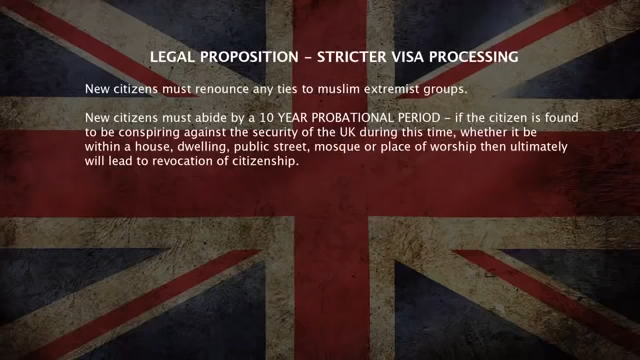 LEGAL PROPOSITION – STRICTER VISA PROCESSING
New citizens must renounce any ties to muslim extremist groups.
New citizens must abide by a 10 YEAR PROBATIONAL PERIOD – if the citizen is found
to be conspiring against the security of the UK during this time, whether it be
within a house, dwelling, public street, mosque or place of worship then ultimately
will lead to revocation of citizenship.